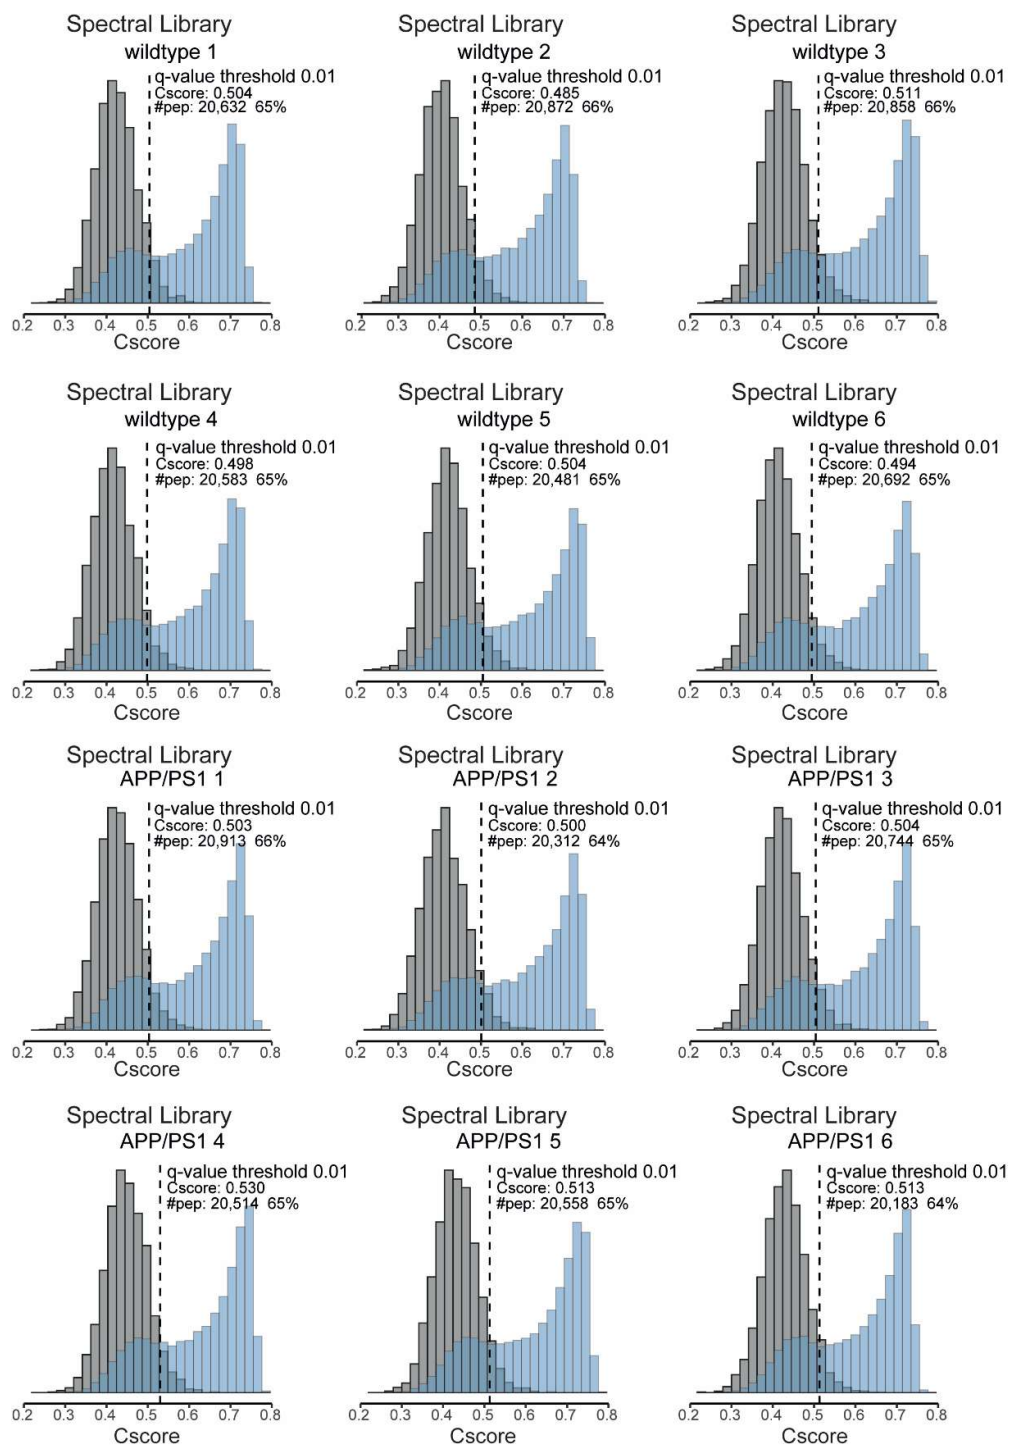 Spectral Library
wildtype 1
q-value threshold 0.01
Cscore: 0.504
#pep: 20,632 65%
0.2 0.3 0.4 0.5 0.6 0.7 0.8
Cscore
Spectral Library
wildtype 2
q-value threshold 0.01
Cscore: 0.485
#pep: 20,872 66%
0.2 0.3 0.4 0.5 0.6 0.7 0.8
Cscore
Spectral Library
wildtype 3
q-value threshold 0.01
Cscore: 0.511
#pep: 20,858 66%
0.2 0.3 0.4 0.5 0.6 0.7 0.8
Cscore
Spectral Library
wildtype 4
q-value threshold 0.01
Cscore: 0.498
#pep: 20,583 65%
0.2 0.3 0.4 0.5 0.6 0.7 0.8
Cscore
Spectral Library
wildtype 5
q-value threshold 0.01
Cscore: 0.504
#pep: 20,481 65%
0.2 0.3 0.4 0.5 0.6 0.7 0.8
Cscore
Spectral Library
wildtype 6
q-value threshold 0.01
Cscore: 0.494
#pep: 20,692 65%
0.2 0.3 0.4 0.5 0.6 0.7 0.8
Cscore
Spectral Library
APP/PS1 1
q-value threshold 0.01
Cscore: 0.503
#pep: 20,913 66%
0.2 0.3 0.4 0.5 0.6 0.7 0.8
Cscore
Spectral Library
APP/PS1 2
q-value threshold 0.01
Cscore: 0.500
#pep: 20,312 64%
0.2 0.3 0.4 0.5 0.6 0.7 0.8
Cscore
Spectral Library
APP/PS1 3
q-value threshold 0.01
Cscore: 0.504
#pep: 20,744 65%
0.2 0.3 0.4 0.5 0.6 0.7 0.8
Cscore
Spectral Library
APP/PS1 4
q-value threshold 0.01
Cscore: 0.530
#pep: 20,514 65%
0.2 0.3 0.4 0.5 0.6 0.7 0.8
Cscore
Spectral Library
APP/PS1 5
q-value threshold 0.01
Cscore: 0.513
#pep: 20,558 65%
0.2 0.3 0.4 0.5 0.6 0.7 0.8
Cscore
Spectral Library
APP/PS1 6
q-value threshold 0.01
Cscore: 0.513
#pep: 20,183 64%
0.2 0.3 0.4 0.5 0.6 0.7 0.8
Cscore